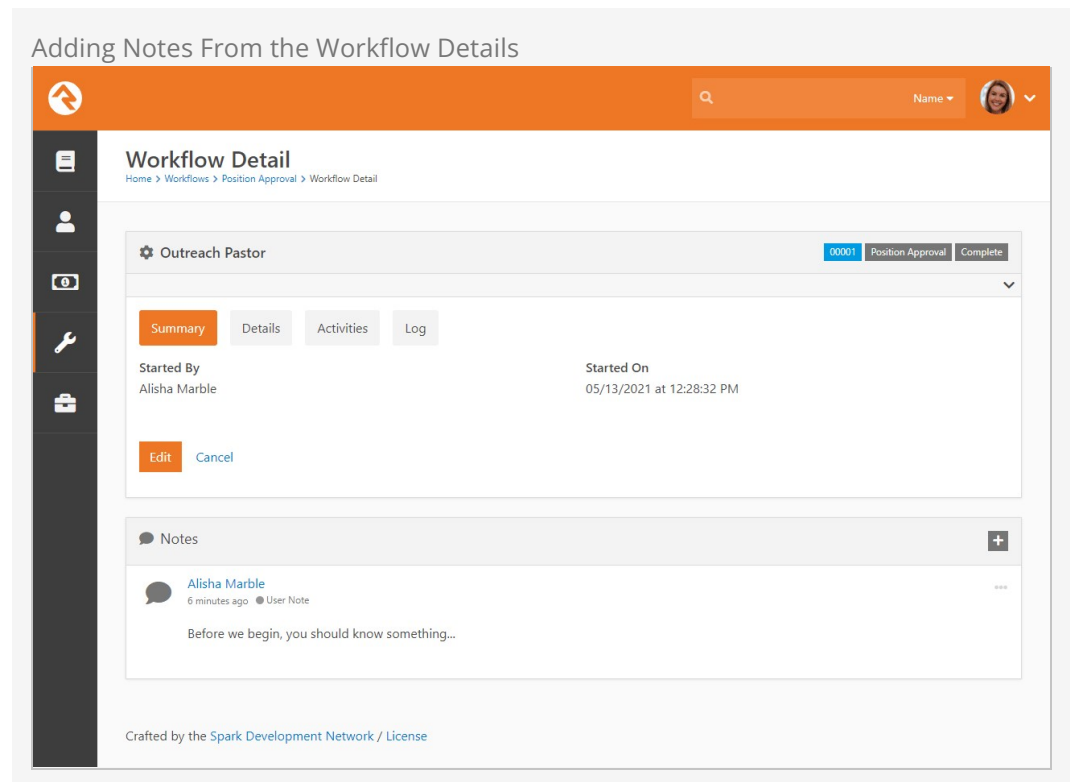 Adding Notes From the Workflow Details
Name
Workflow Detail
Home > Workflows > Position Approval > Workflow Detail
Outreach Pastor
00001 Position Approval Complete
Summary Details Activities Log
Started By Started On
Alisha Marble 05/13/2021 at 12:28:32 PM
Edit Cancel
Notes
Alisha Marble
6 minutes ago User Note
Before we begin, you should know something...
Crafted by the Spark Development Network / License